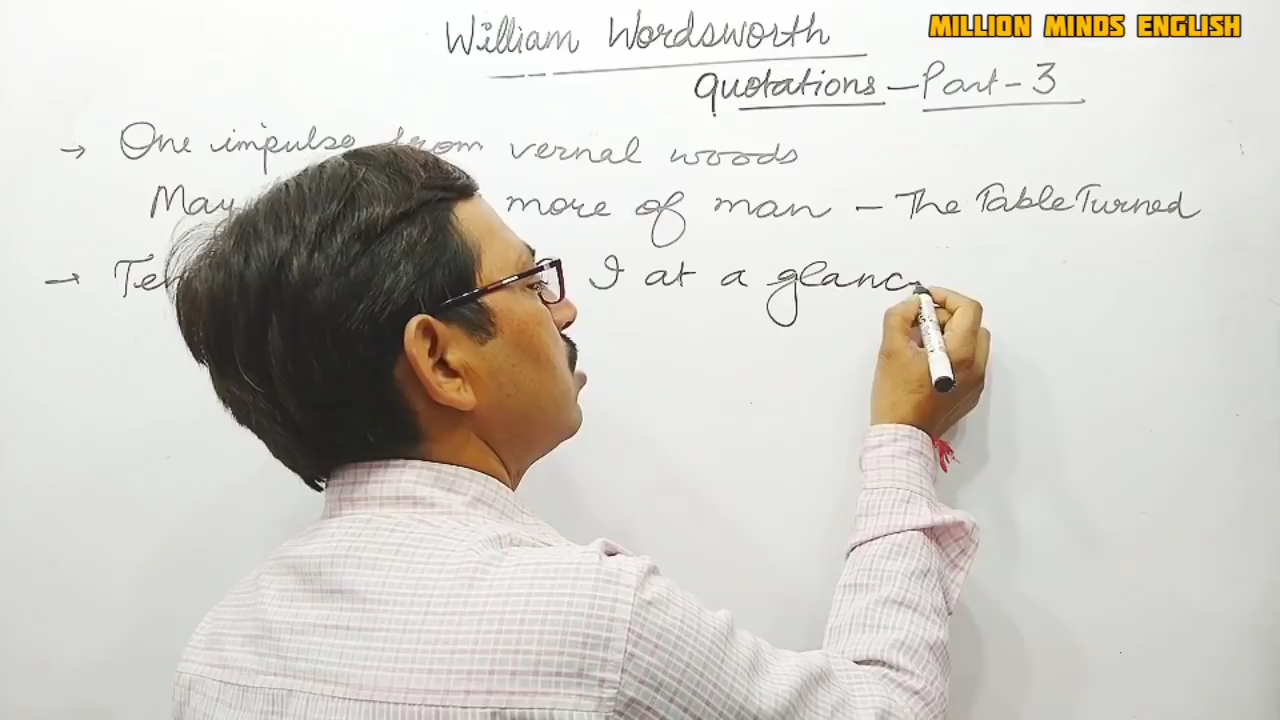 William Wordsworth
MILLION MINDS ENGLISH
Quotations - Part - 3
→ One impulse from vernal woods
May more of man - The Table Turned
→ I at a glanc